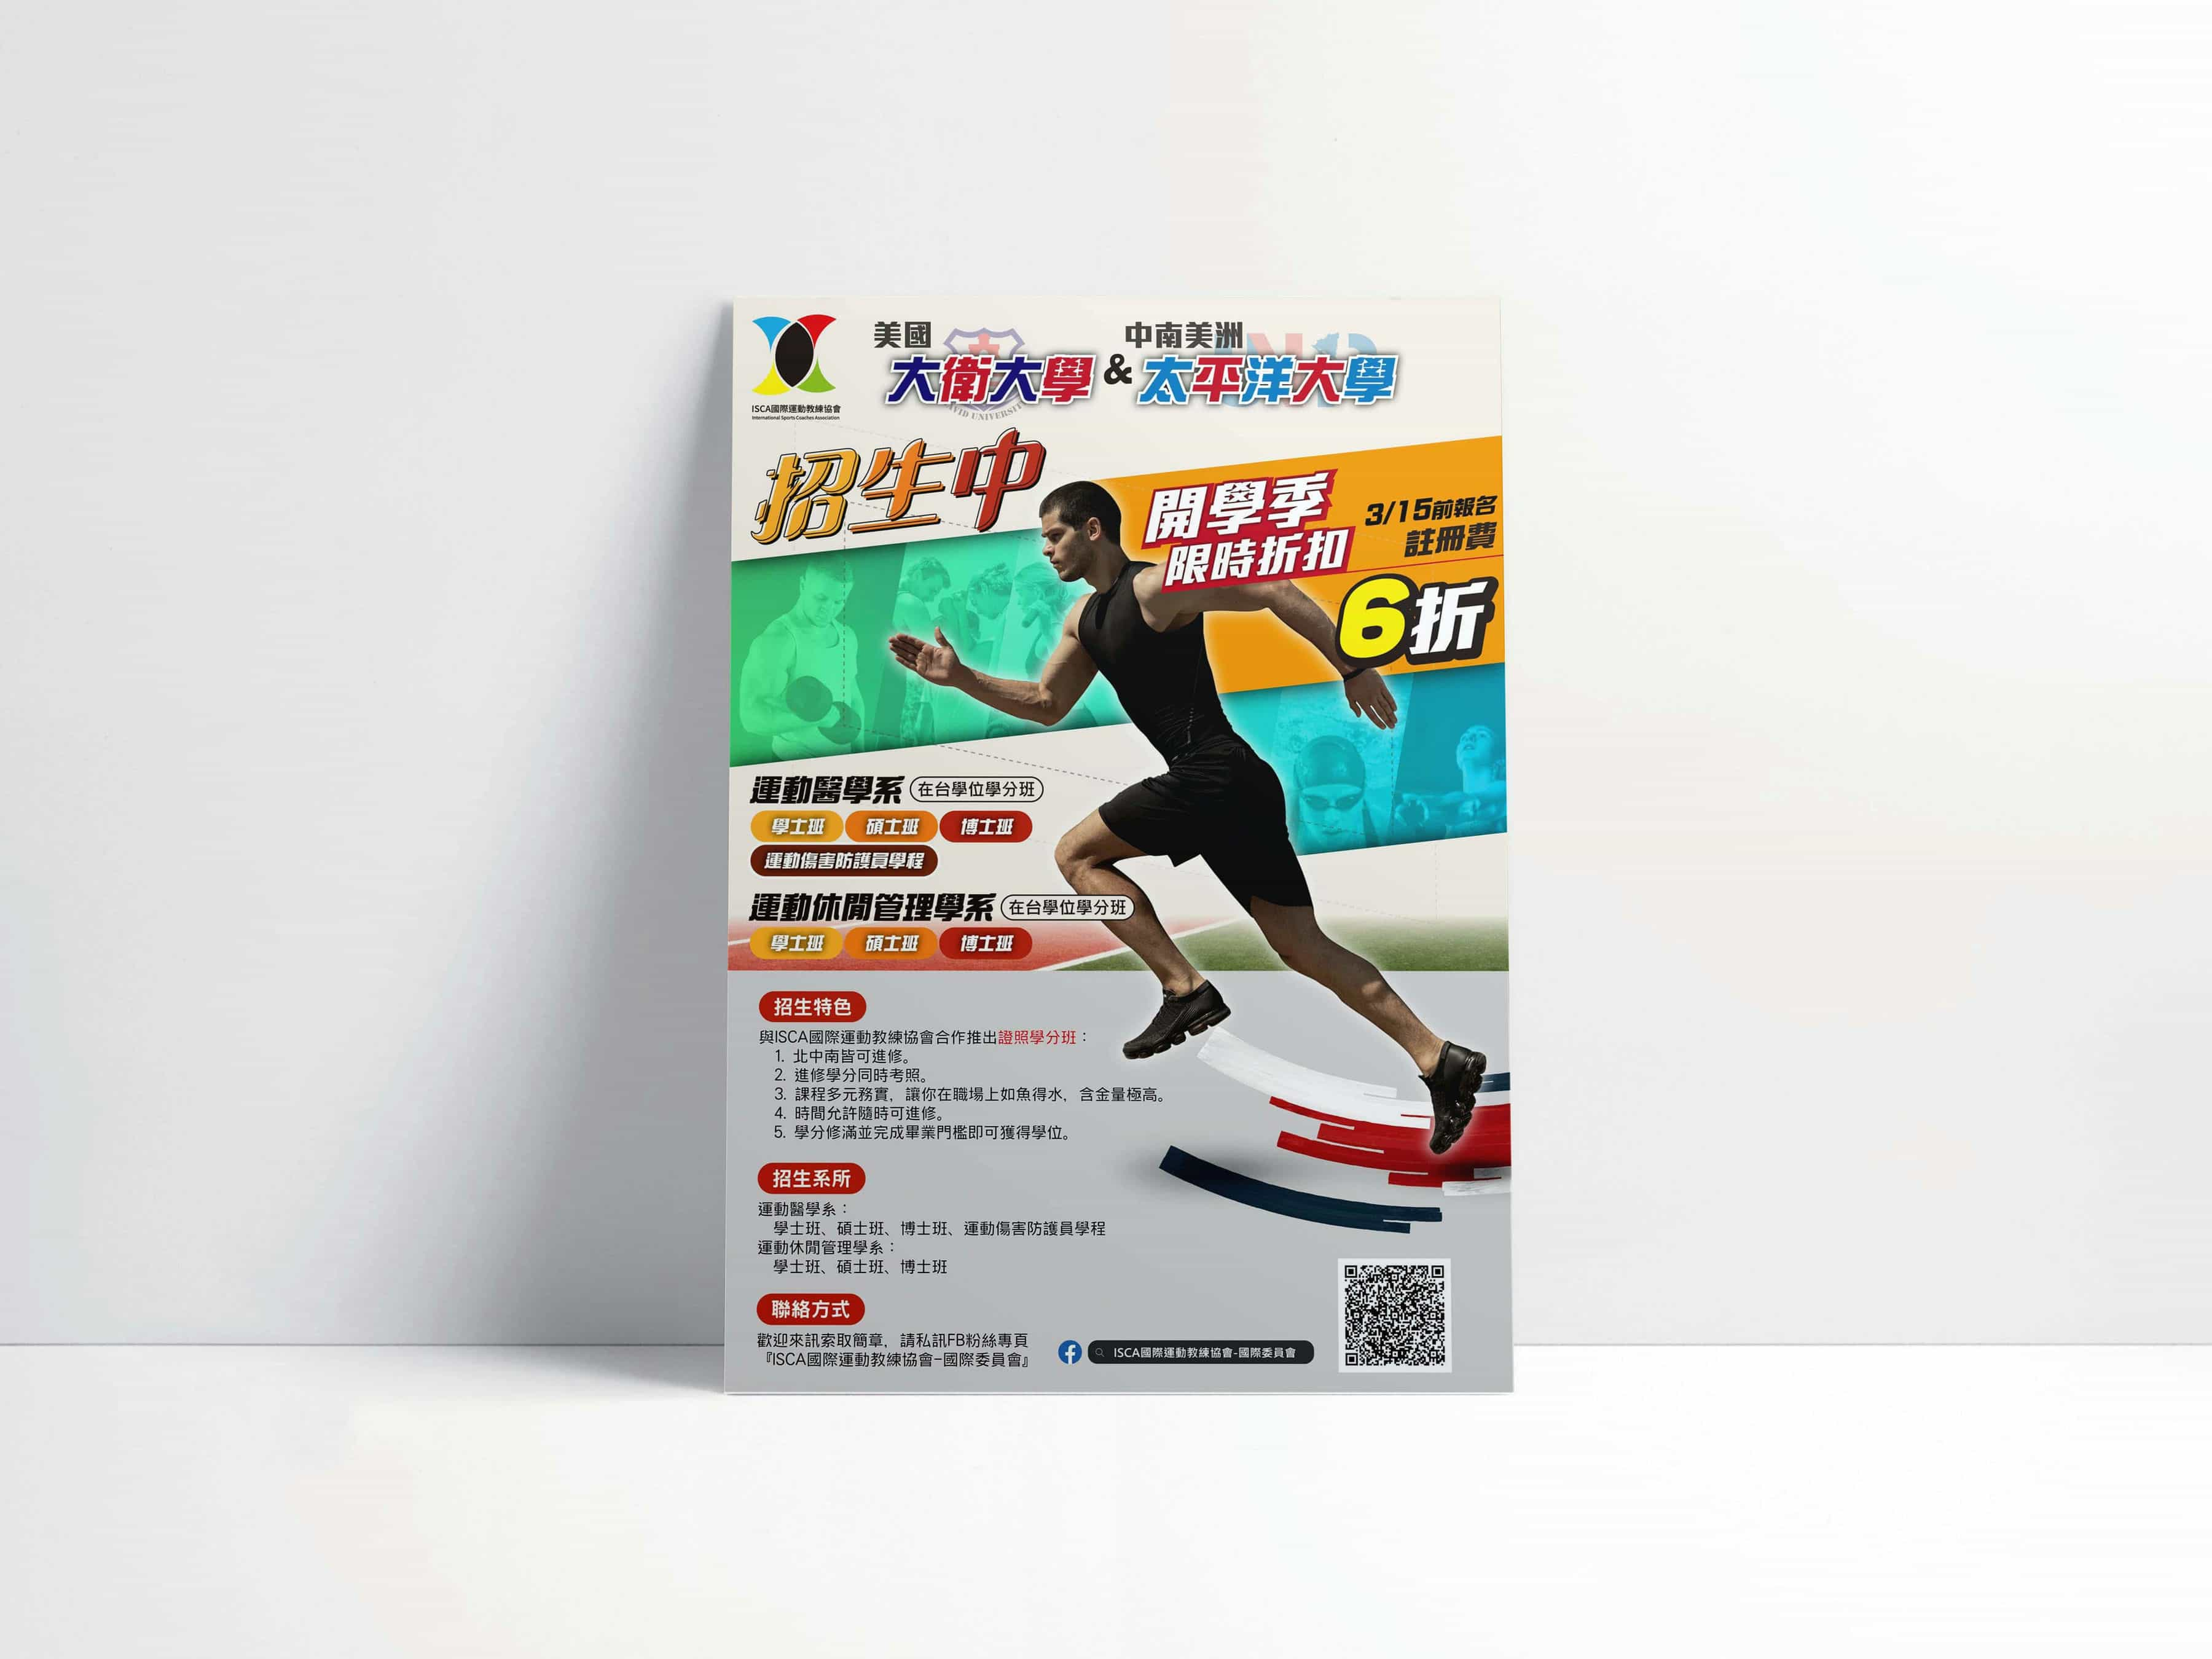 ISCA國際運動教練協會
International Sports Coaches Association
美國
大衛大學
&
中南美洲
太平洋大學
招生中
開學季
限時折扣
3/15前報名
註冊費
6折
運動醫學系 在台學位學分班
學士班 碩士班 博士班
運動傷害防護員學程
運動休閒管理學系 在台學位學分班
學士班 碩士班 博士班
招生特色
與ISCA國際運動教練協會合作推出證照學分班：
1. 北中南皆可進修。
2. 進修學分同時考照。
3. 課程多元務實，讓你在職場上如魚得水，含金量極高。
4. 時間允許隨時可進修。
5. 學分修滿並完成畢業門檻即可獲得學位。
招生系所
運動醫學系：
學士班、碩士班、博士班、運動傷害防護員學程
運動休閒管理學系：
學士班、碩士班、博士班
聯絡方式
歡迎來訊索取簡章，請私訊FB粉絲專頁
『ISCA國際運動教練協會-國際委員會』
ISCA國際運動教練協會-國際委員會